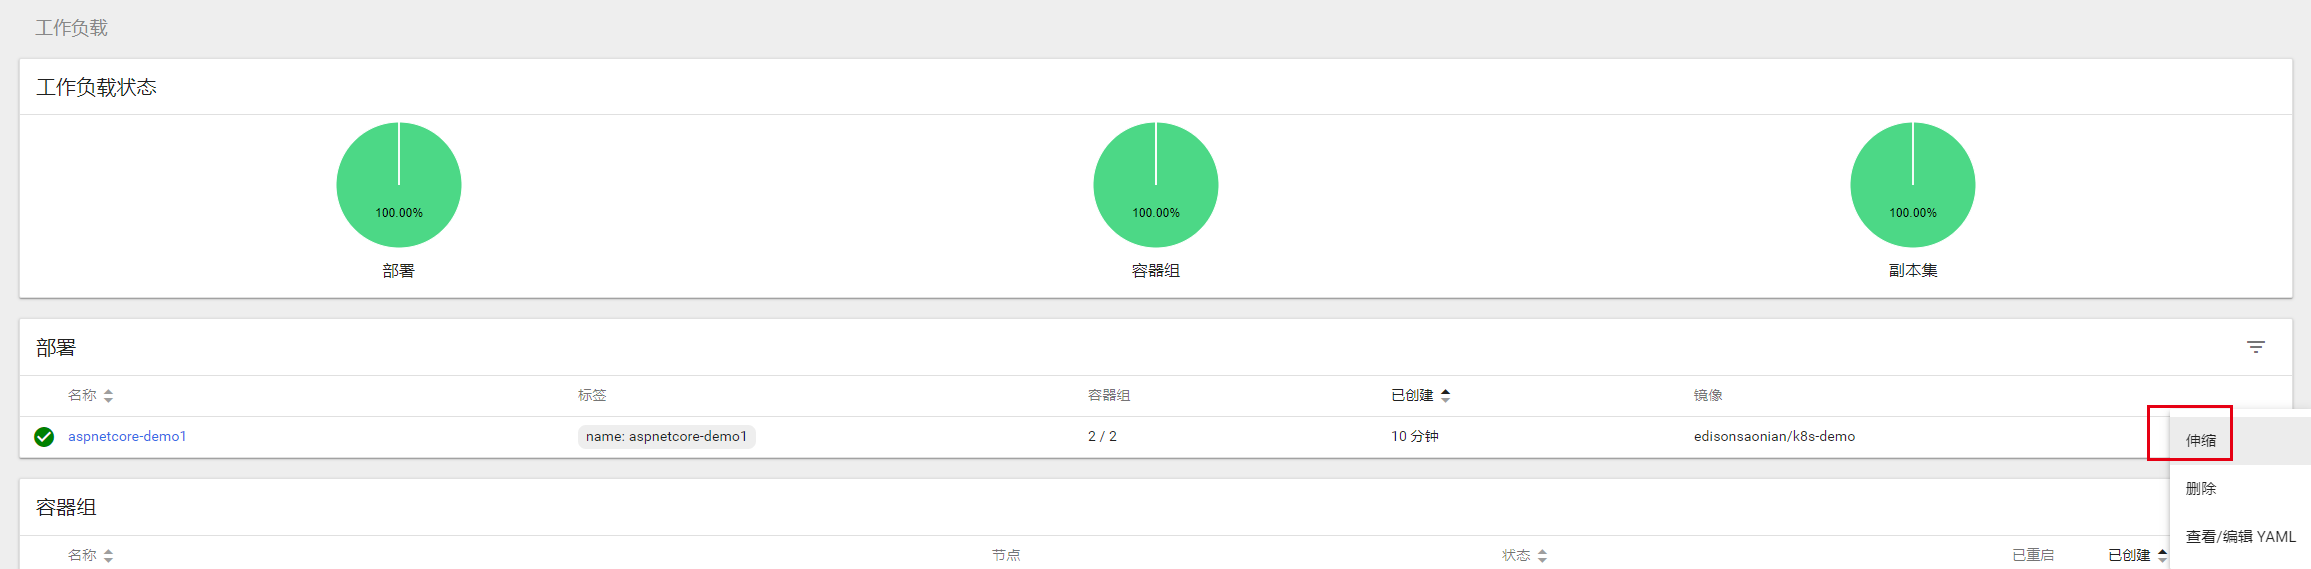 工作负载
工作负载状态
100.00% 100.00% 100.00%
部署 容器组 副本集
部署
名称 标签 容器组 已创建 镜像
aspnetcore-demo1 name: aspnetcore-demo1 2 / 2 10 分钟 edisonsaonian/k8s-demo 伸缩
删除
容器组
查看/编辑 YAML
名称 节点 状态 已重启 已创建